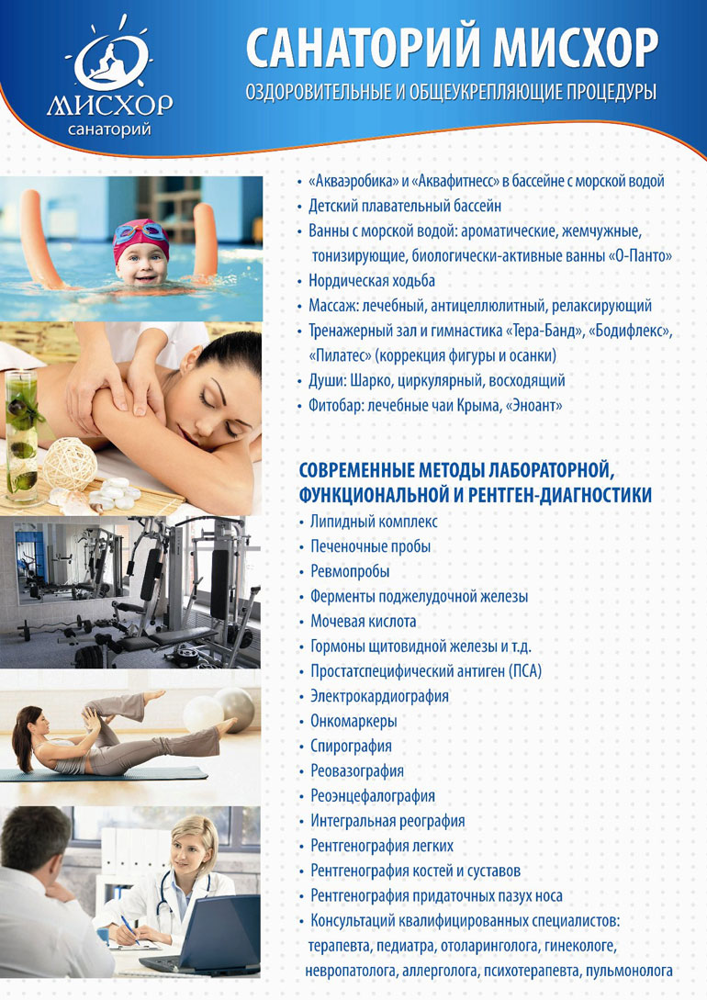 МИСХОР
санаторий
САНАТОРИЙ МИСХОР
ОЗДОРОВИТЕЛЬНЫЕ И ОБЩЕУКРЕПЛЯЮЩИЕ ПРОЦЕДУРЫ
• «Акваэробика» и «Аквафитнесс» в бассейне с морской водой
• Детский плавательный бассейн
• Ванны с морской водой: ароматические, жемчужные,
тонизирующие, биологически-активные ванны «О-Панто»
• Нордическая ходьба
• Массаж: лечебный, антицеллюлитный, релаксирующий
• Тренажерный зал и гимнастика «Тера-Банд», «Бодифлекс»,
«Пилатес» (коррекция фигуры и осанки)
• Души: Шарко, циркулярный, восходящий
• Фитобар: лечебные чаи Крыма, «Эноант»
СОВРЕМЕННЫЕ МЕТОДЫ ЛАБОРАТОРНОЙ,
ФУНКЦИОНАЛЬНОЙ И РЕНТГЕН-ДИАГНОСТИКИ
• Липидный комплекс
• Печеночные пробы
• Ревмопробы
• Ферменты поджелудочной железы
• Мочевая кислота
• Гормоны щитовидной железы и т.д.
• Простатспецифический антиген (ПСА)
• Электрокардиография
• Онкомаркеры
• Спирография
• Реовазография
• Реоэнцефалография
• Интегральная реография
• Рентгенография легких
• Рентгенография костей и суставов
• Рентгенография придаточных пазух носа
• Консультаций квалифицированных специалистов:
терапевта, педиатра, отоларинголога, гинекологе,
невропатолога, аллерголога, психотерапевта, пульмонолога